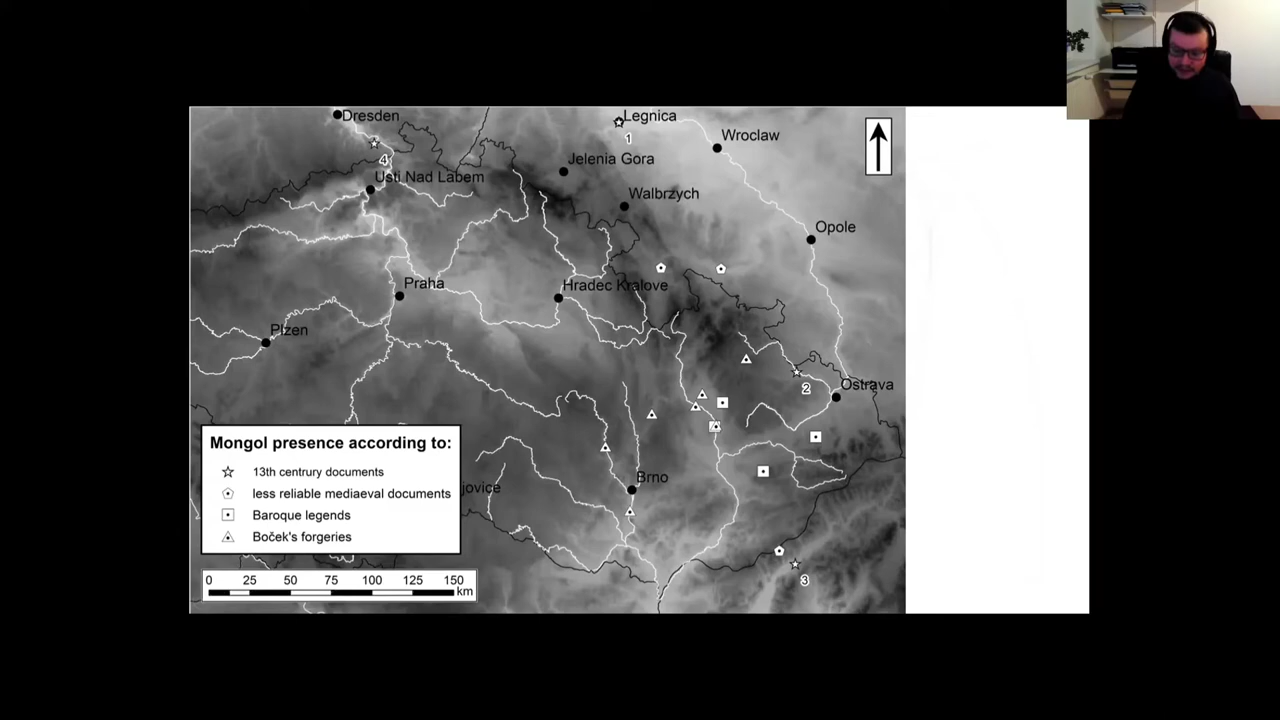 Dresden
Legnica
1
Wroclaw
4
Jelenia Gora
Usti Nad Labem
Walbrzych
Opole
Praha
Hradec Kralove
Plzen
2
Ostrava
Brno
jovice
3
Mongol presence according to:
13th centrury documents
less reliable mediaeval documents
Baroque legends
Boček's forgeries
0 25 50 75 100 125 150
km